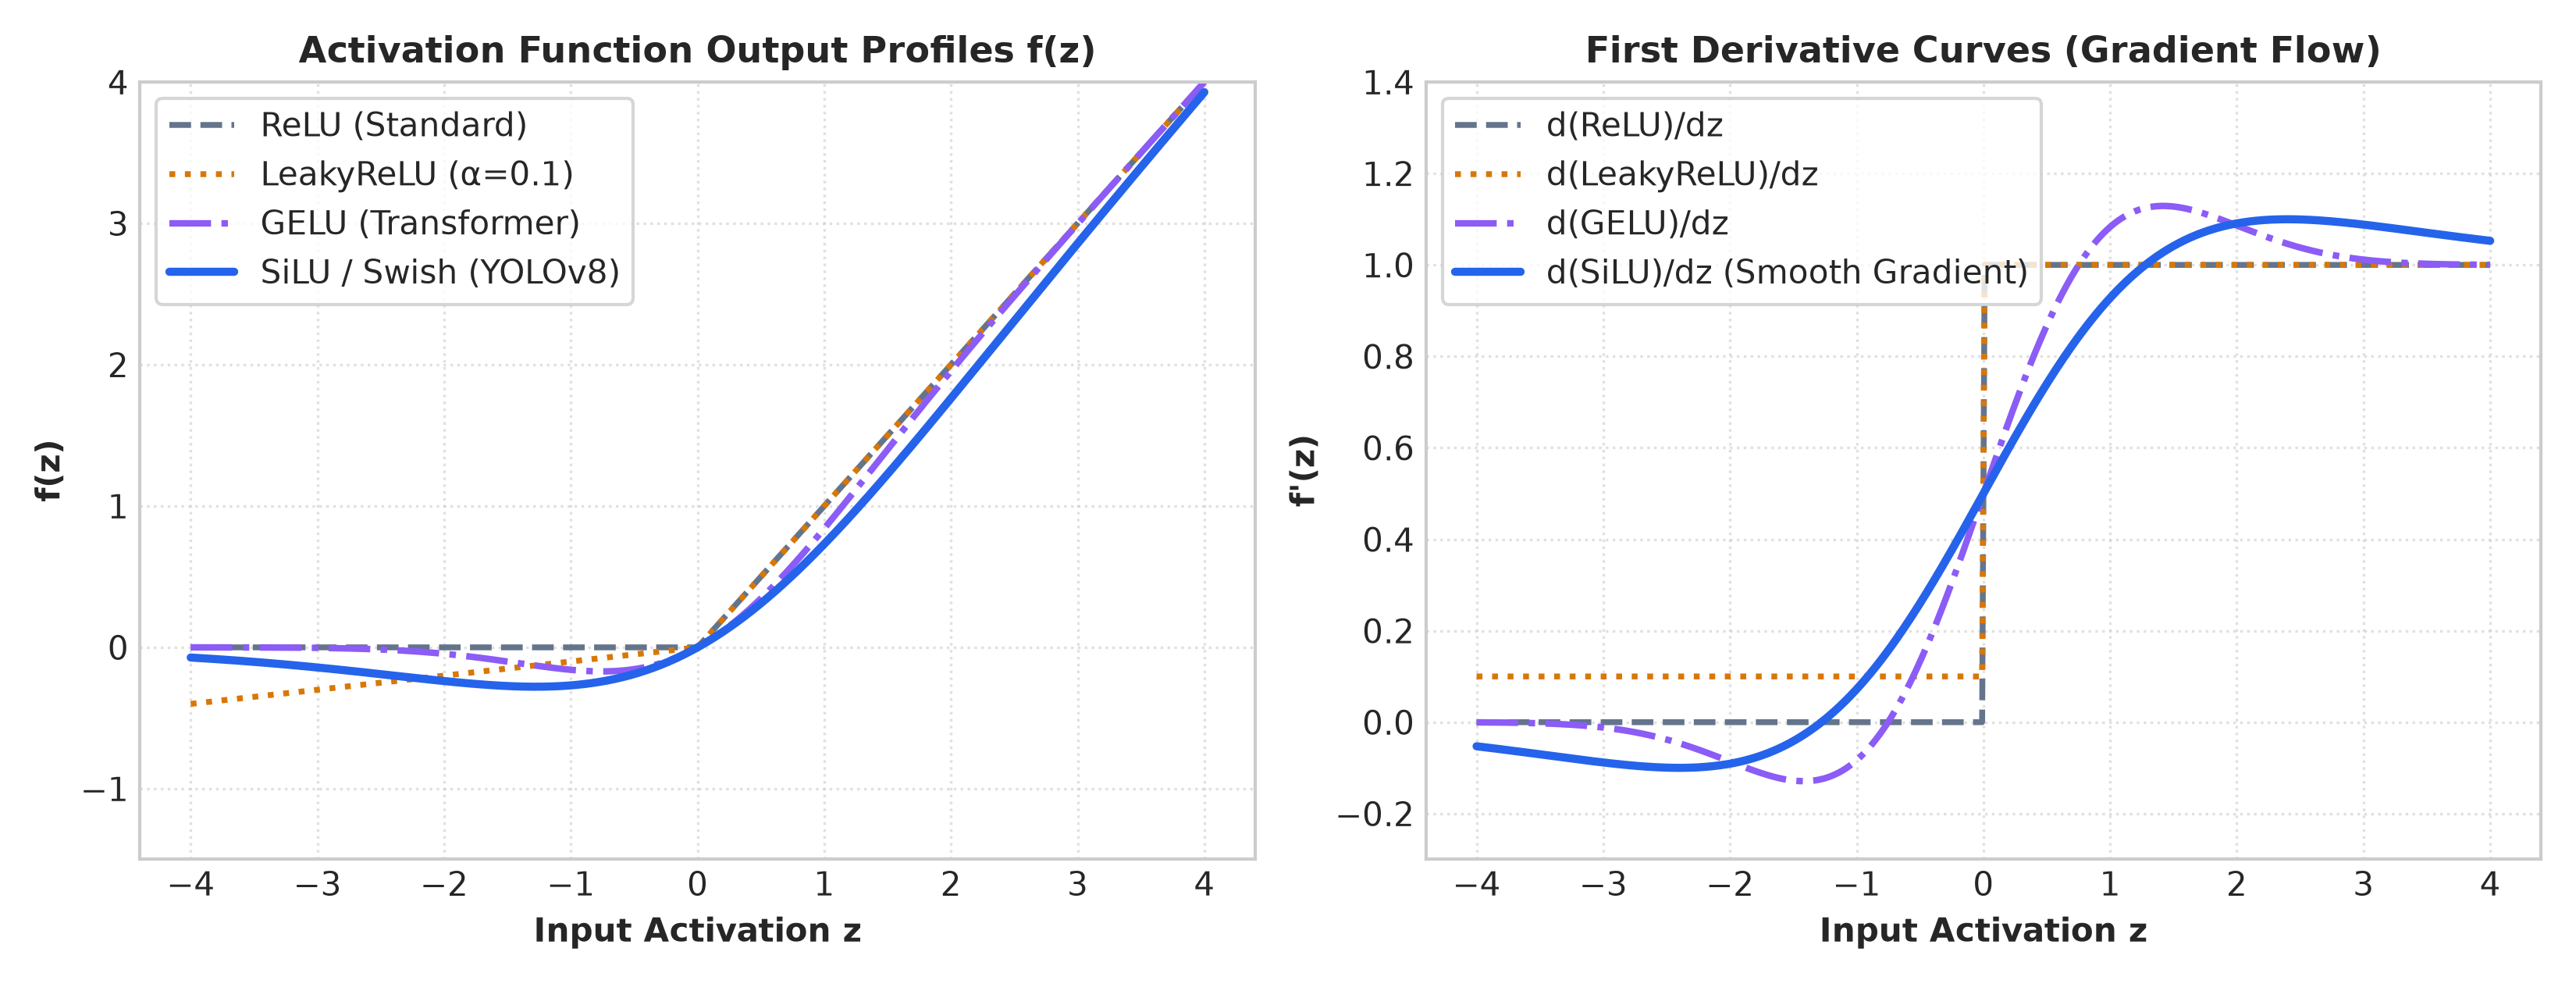 Activation Function Output Profiles f(z)
4
3
2
1
0
−1
f(z)
ReLU (Standard)
LeakyReLU (α=0.1)
GELU (Transformer)
SiLU / Swish (YOLOv8)
−4 −3 −2 −1 0 1 2 3 4
Input Activation z
First Derivative Curves (Gradient Flow)
1.4
1.2
1.0
0.8
0.6
0.4
0.2
0.0
−0.2
f'(z)
d(ReLU)/dz
d(LeakyReLU)/dz
d(GELU)/dz
d(SiLU)/dz (Smooth Gradient)
−4 −3 −2 −1 0 1 2 3 4
Input Activation z